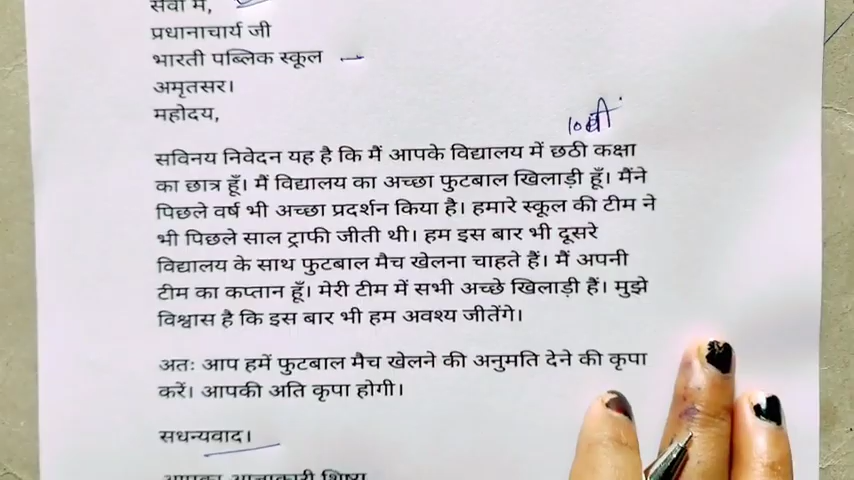 सेवा में,
प्रधानाचार्य जी
भारती पब्लिक स्कूल
अमृतसर।
महोदय,
10वी
सविनय निवेदन यह है कि मैं आपके विद्यालय में छठी कक्षा
का छात्र हूँ। मैं विद्यालय का अच्छा फुटबाल खिलाड़ी हूँ। मैंने
पिछले वर्ष भी अच्छा प्रदर्शन किया है। हमारे स्कूल की टीम ने
भी पिछले साल ट्राफी जीती थी। हम इस बार भी दूसरे
विद्यालय के साथ फुटबाल मैच खेलना चाहते हैं। मैं अपनी
टीम का कप्तान हूँ। मेरी टीम में सभी अच्छे खिलाड़ी हैं। मुझे
विश्वास है कि इस बार भी हम अवश्य जीतेंगे।
अतः आप हमें फुटबाल मैच खेलने की अनुमति देने की कृपा
करें। आपकी अति कृपा होगी।
सधन्यवाद।
आपका आज्ञाकारी शिष्य